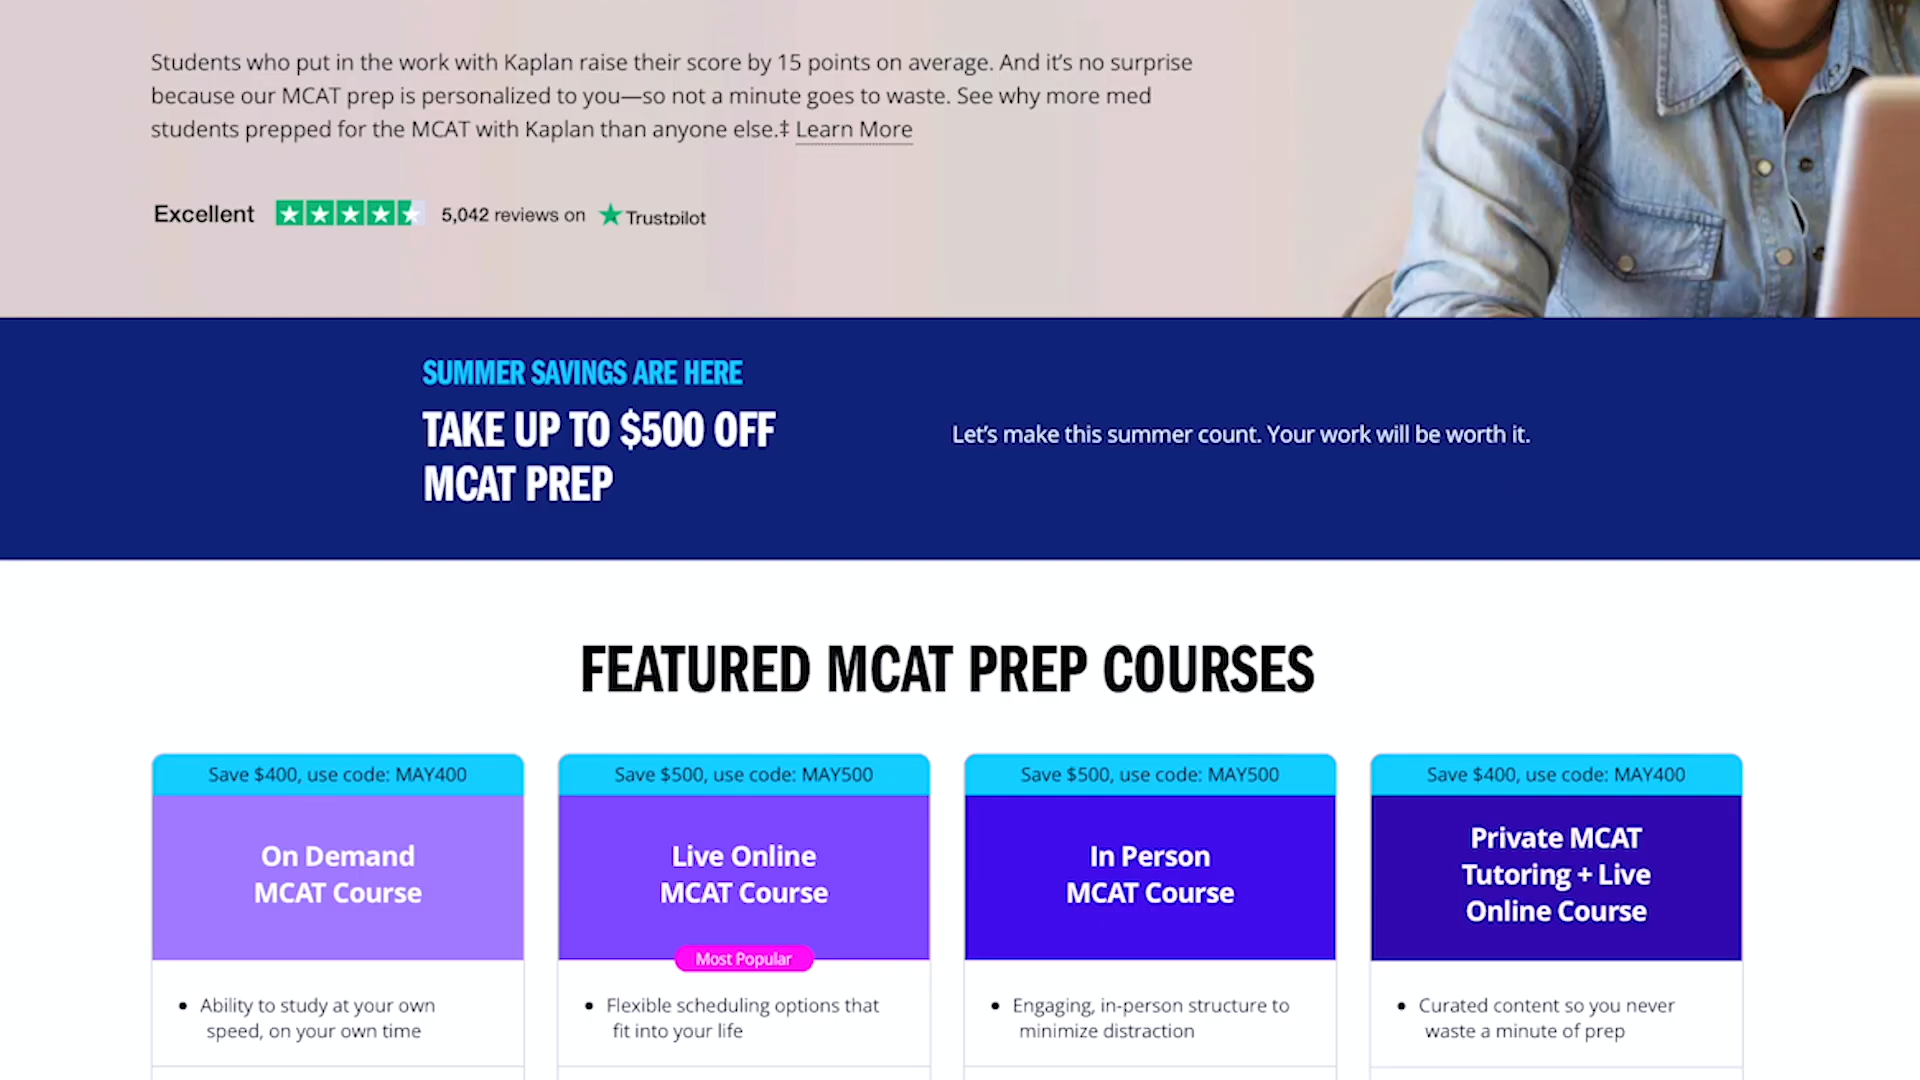 Students who put in the work with Kaplan raise their score by 15 points on average. And it’s no surprise
because our MCAT prep is personalized to you—so not a minute goes to waste. See why more med
students prepped for the MCAT with Kaplan than anyone else.‡ Learn More
Excellent 5,042 reviews on Trustpilot
SUMMER SAVINGS ARE HERE
TAKE UP TO $500 OFF
MCAT PREP
Let’s make this summer count. Your work will be worth it.
FEATURED MCAT PREP COURSES
Save $400, use code: MAY400
On Demand
MCAT Course
Ability to study at your own
speed, on your own time
Save $500, use code: MAY500
Live Online
MCAT Course
Most Popular
Flexible scheduling options that
fit into your life
Save $500, use code: MAY500
In Person
MCAT Course
Engaging, in-person structure to
minimize distraction
Save $400, use code: MAY400
Private MCAT
Tutoring + Live
Online Course
Curated content so you never
waste a minute of prep